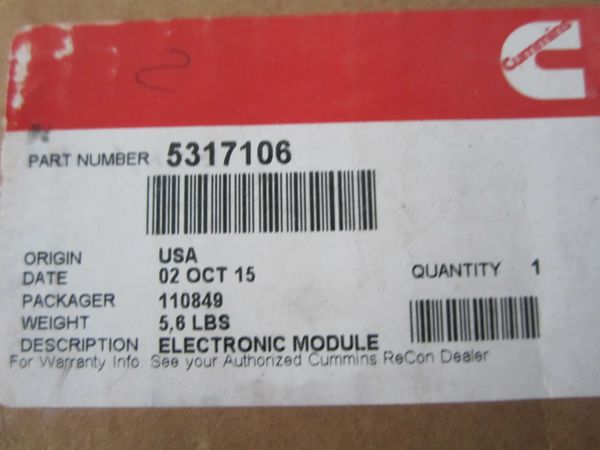 Cummins
PART NUMBER 5317106
ORIGIN USA
DATE 02 OCT 15
QUANTITY 1
PACKAGER 110849
WEIGHT 5,6 LBS
DESCRIPTION ELECTRONIC MODULE
For Warranty Info. See your Authorized Cummins ReCon Dealer